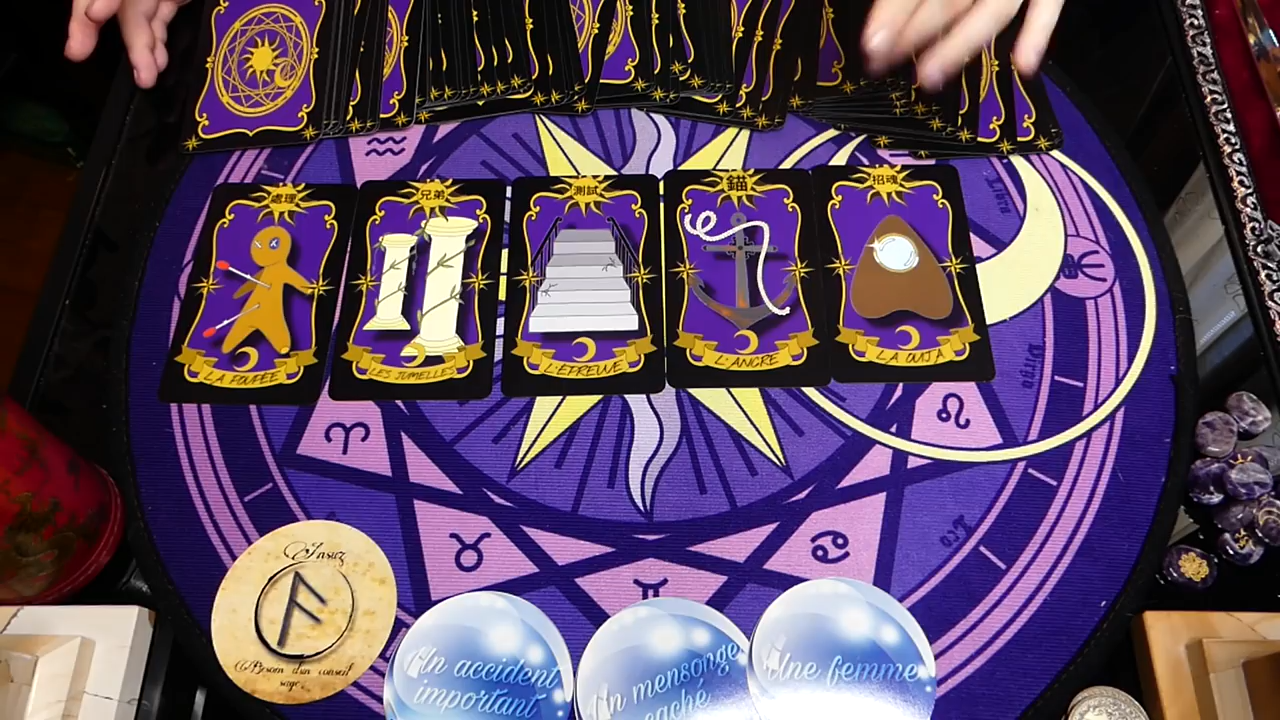 處理
LA POUPÉE
兄弟
LES JUMELLES
測試
L'ÉPREUVE
錨
L'ANCRE
招魂
LA OUIJA
Ansuz
Besoin d'un conseil
sage
Un accident
important
Un mensonge
caché
Une femme